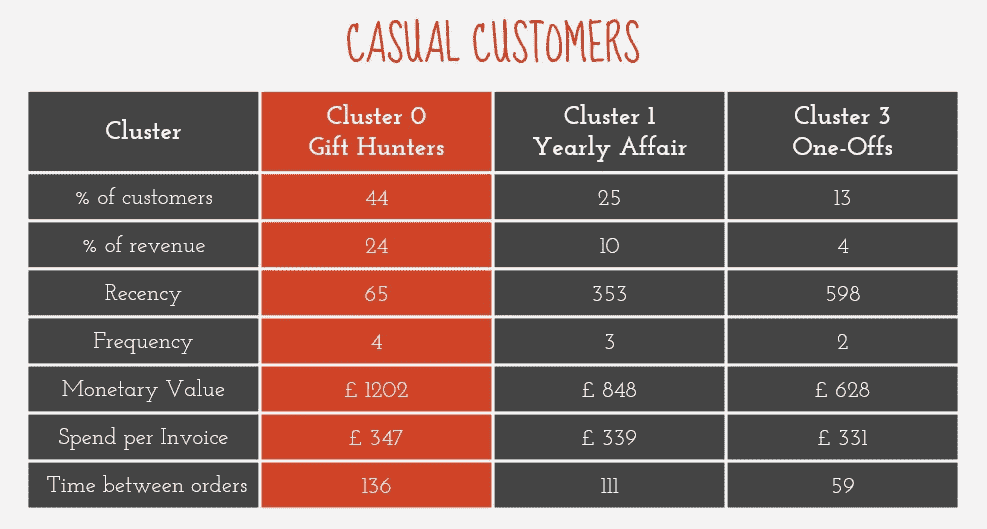 CASUAL CUSTOMERS
Cluster
Cluster 0
Gift Hunters
Cluster 1
Yearly Affair
Cluster 3
One-Offs
% of customers 44 25 13
% of revenue 24 10 4
Recency 65 353 598
Frequency 4 3 2
Monetary Value £ 1202 £ 848 £ 628
Spend per Invoice £ 347 £ 339 £ 331
Time between orders 136 111 59